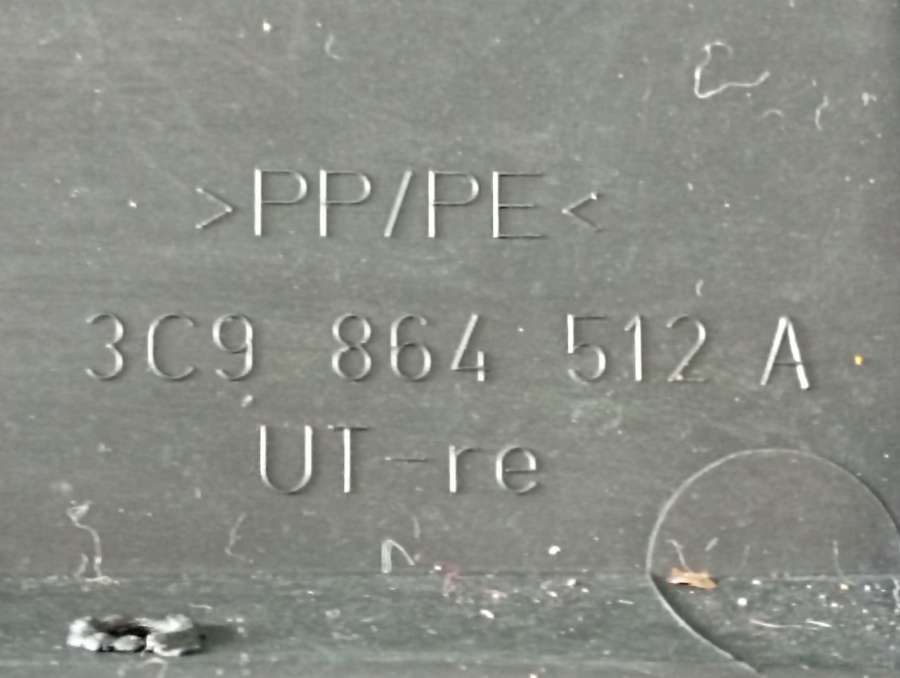 >PP/PE<
3C9 864 512 A
UT-re